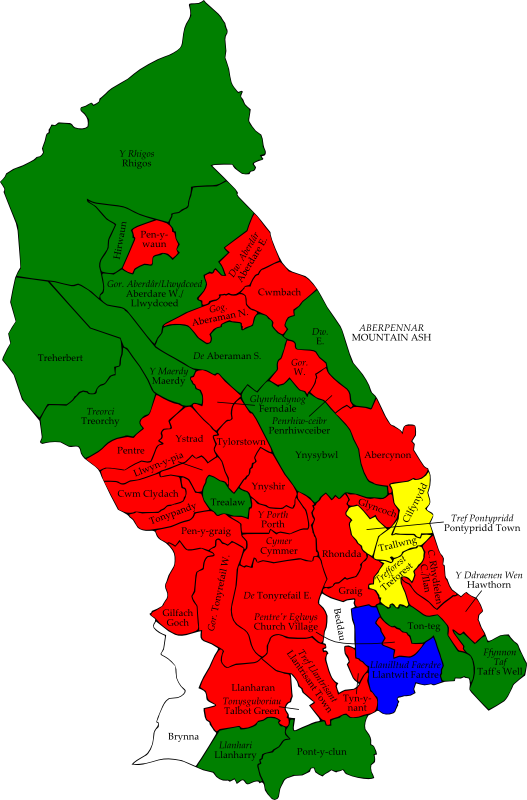 Y Rhigos
Rhigos
Hirwaun
Pen-y-
waun
Dw. Aberdâr
Aberdare E.
Gor. Aberdâr/Llwydcoed
Aberdare W./
Llwydcoed
Cwmbach
Gog.
Aberaman N.
Dw.
E.
ABERPENNAR
MOUNTAIN ASH
Treherbert
De Aberaman S.
Gor.
W.
Y Maerdy
Maerdy
Glynrhedynog
Ferndale
Treorci
Treorchy
Penrhiw-ceibr
Penrhiwceiber
Pentre
Ystrad
Tylorstown
Ynysybwl
Abercynon
Llwyn-y-pia
Cwm Clydach
Trealaw
Ynyshir
Cilfynydd
Glyncoch
Tonypandy
Y Porth
Porth
Tref Pontypridd
Pontypridd Town
Pen-y-graig
Cymer
Cymmer
Rhondda
Trallwng
Trefforest
Treforest
Gor. Tonyrefail W.
De Tonyrefail E.
Graig
Y Ddraenen Wen
Hawthorn
Gilfach
Goch
Pentre'r Eglwys
Church Village
Beddau
Ton-teg
Ffynnon
Taf
Taff's Well
Tref Llantrisant
Llantrisant Town
Llanharan
Tonysguboriau
Talbot Green
Tyn-y-
nant
Brynna
Llanhari
Llanharry
Pont-y-clun